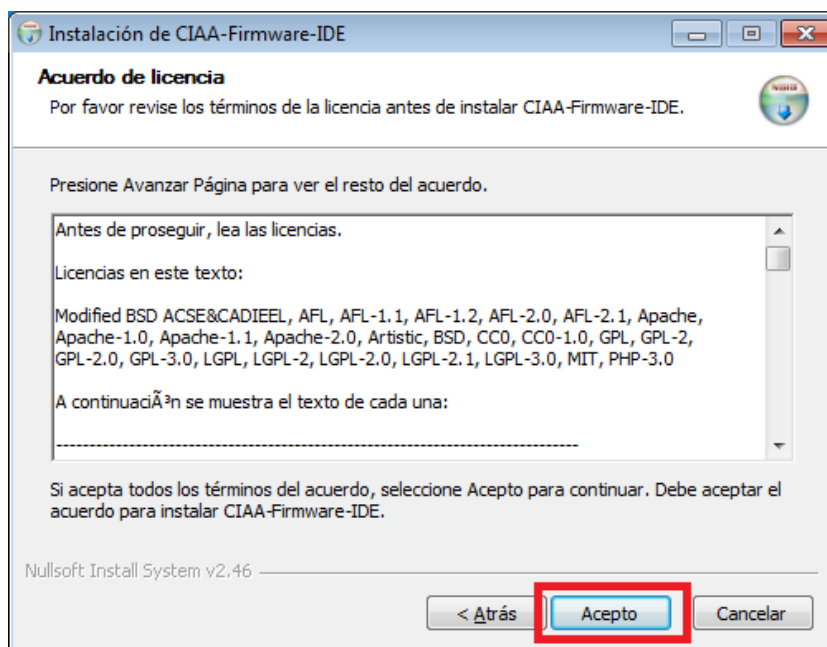 Instalación de CIAA-Firmware-IDE
Acuerdo de licencia
Por favor revise los términos de la licencia antes de instalar CIAA-Firmware-IDE.
Presione Avanzar Página para ver el resto del acuerdo.
Antes de proseguir, lea las licencias.
Licencias en este texto:
Modified BSD ACSE&CADIEEL, AFL, AFL-1.1, AFL-1.2, AFL-2.0, AFL-2.1, Apache,
Apache-1.0, Apache-1.1, Apache-2.0, Artistic, BSD, CC0, CC0-1.0, GPL, GPL-2,
GPL-2.0, GPL-3.0, LGPL, LGPL-2, LGPL-2.0, LGPL-2.1, LGPL-3.0, MIT, PHP-3.0
A continuaciÃ³n se muestra el texto de cada una:
-------------------------------------------------------------------------------
Si acepta todos los términos del acuerdo, seleccione Acepto para continuar. Debe aceptar el
acuerdo para instalar CIAA-Firmware-IDE.
Nullsoft Install System v2.46
< Atrás
Acepto
Cancelar